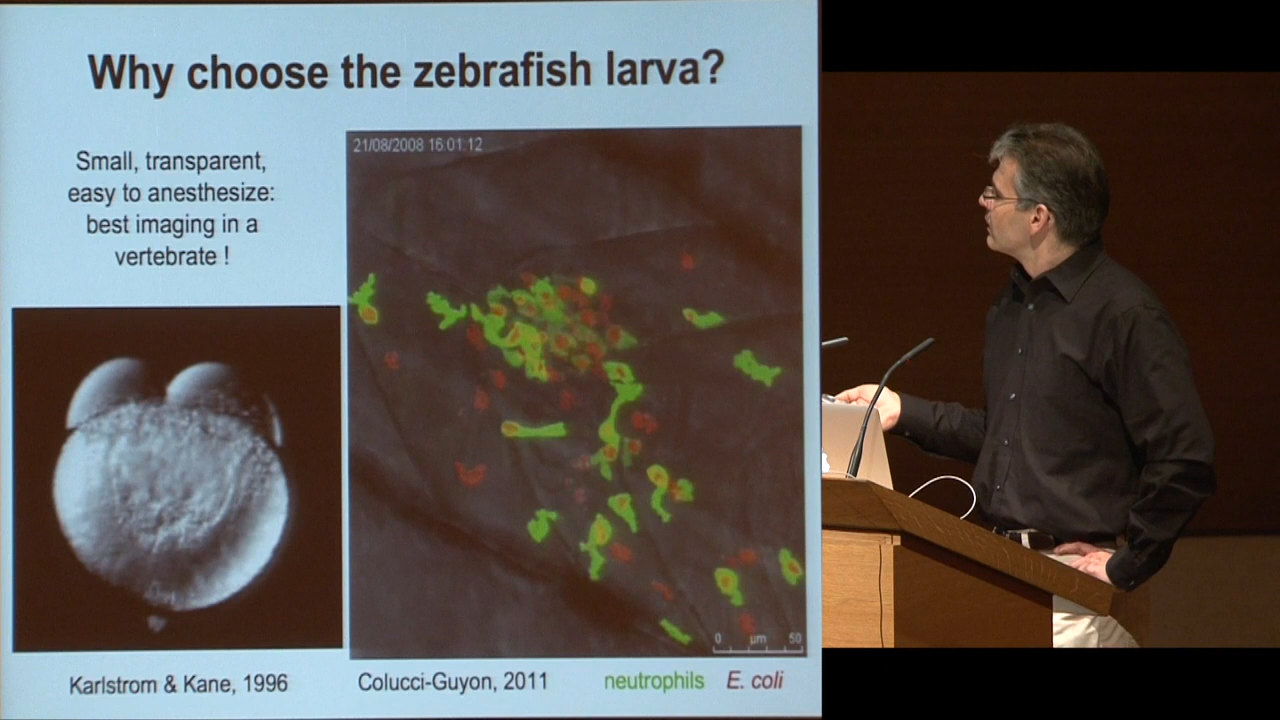 Why choose the zebrafish larva?
Small, transparent,
easy to anesthesize:
best imaging in a
vertebrate !
21/08/2008 16:01:12
0 µm 50
Karlstrom & Kane, 1996
Colucci-Guyon, 2011
neutrophils E. coli